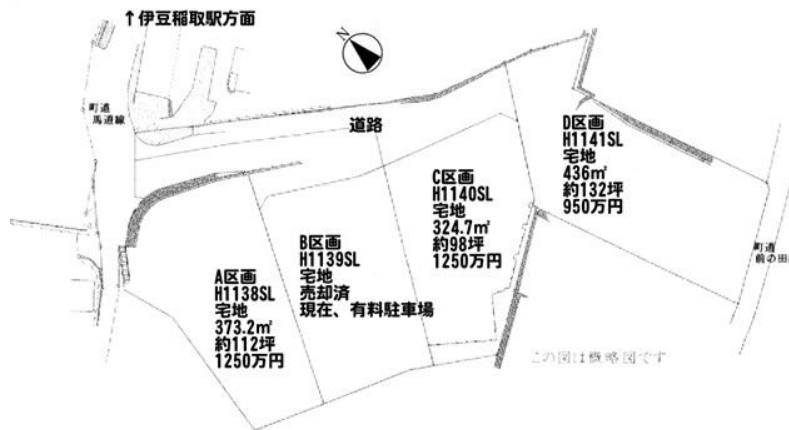 ↑伊豆稲取駅方面
N
町道
馬道線
道路
D区画
H1141SL
宅地
436㎡
約132坪
950万円
C区画
H1140SL
宅地
324.7㎡
約98坪
1250万円
B区画
H1139SL
宅地
売却済
現在、有料駐車場
A区画
H1138SL
宅地
373.2㎡
約112坪
1250万円
町道
前の田
この図は概略図です